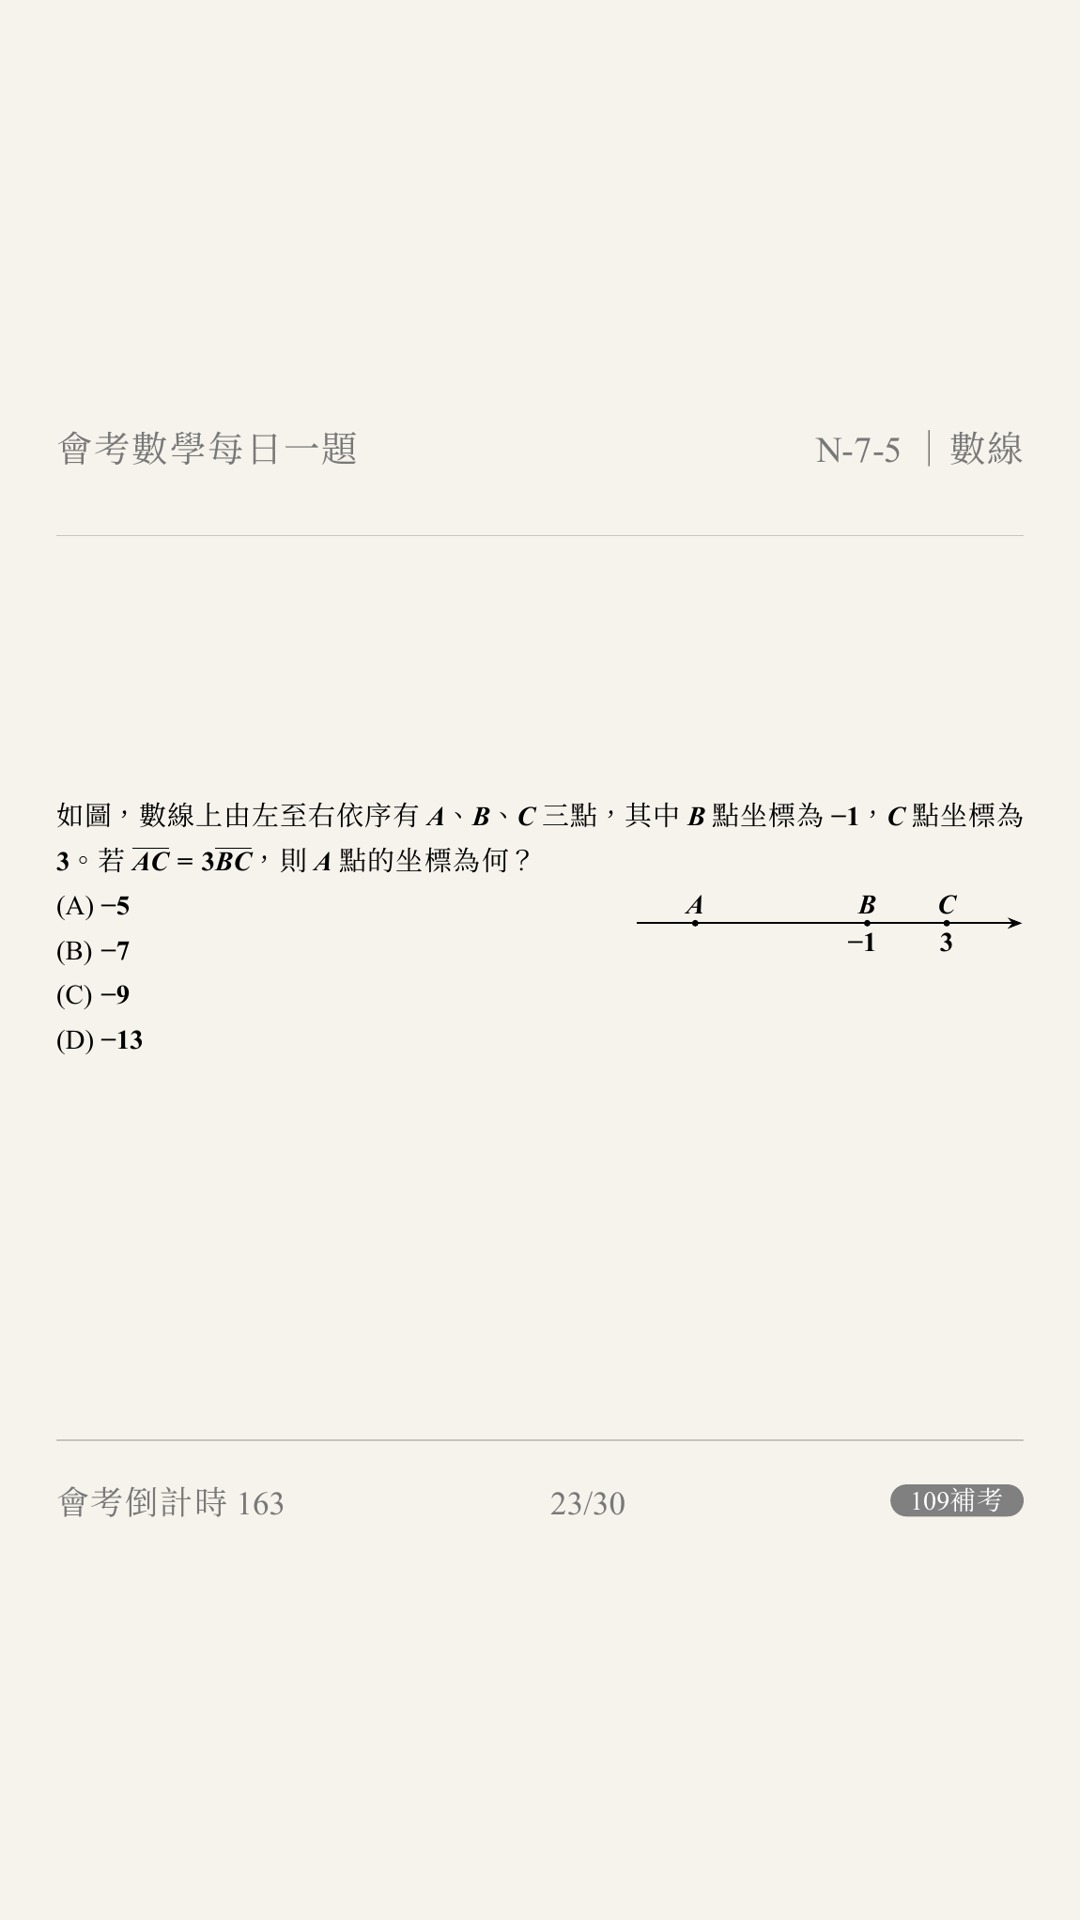 會考數學每日一題
N-7-5｜數線
如圖，數線上由左至右依序有 A、B、C 三點，其中 B 點坐標為 −1，C 點坐標為
3。若 A̅C̅ = 3B̅C̅，則 A 點的坐標為何？
(A) −5
(B) −7
(C) −9
(D) −13
A B C
−1 3
會考倒計時 163
23/30
109補考